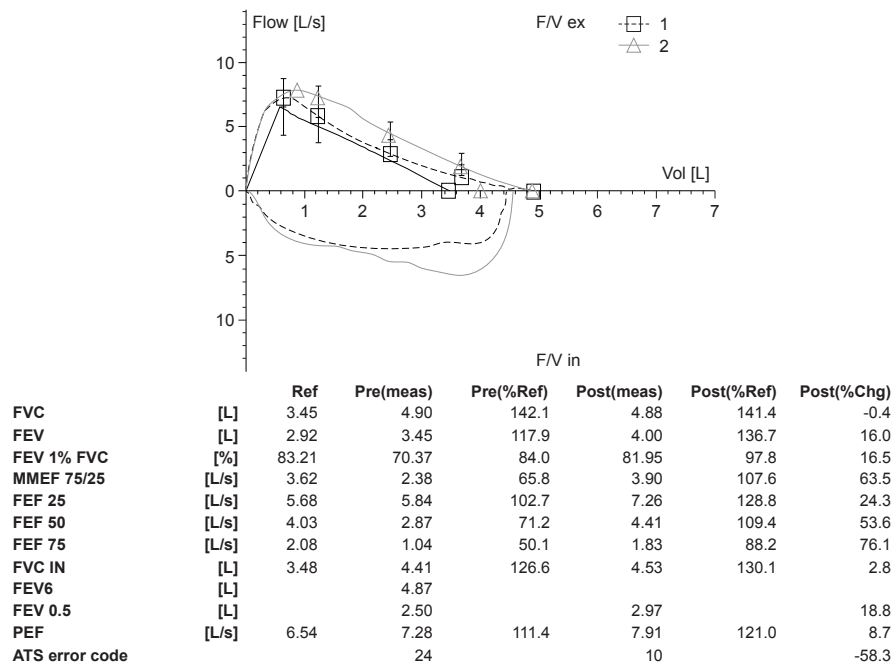 Flow [L/s]
F/V ex
1
2
10
5
0
Vol [L]
1 2 3 4 5 6 7 7
5
10
F/V in
Ref Pre(meas) Pre(%Ref) Post(meas) Post(%Ref) Post(%Chg)
FVC [L] 3.45 4.90 142.1 4.88 141.4 -0.4
FEV [L] 2.92 3.45 117.9 4.00 136.7 16.0
FEV 1% FVC [%] 83.21 70.37 84.0 81.95 97.8 16.5
MMEF 75/25 [L/s] 3.62 2.38 65.8 3.90 107.6 63.5
FEF 25 [L/s] 5.68 5.84 102.7 7.26 128.8 24.3
FEF 50 [L/s] 4.03 2.87 71.2 4.41 109.4 53.6
FEF 75 [L/s] 2.08 1.04 50.1 1.83 88.2 76.1
FVC IN [L] 3.48 4.41 126.6 4.53 130.1 2.8
FEV6 [L] 4.87
FEV 0.5 [L] 2.50 2.97 18.8
PEF [L/s] 6.54 7.28 111.4 7.91 121.0 8.7
ATS error code 24 10 -58.3